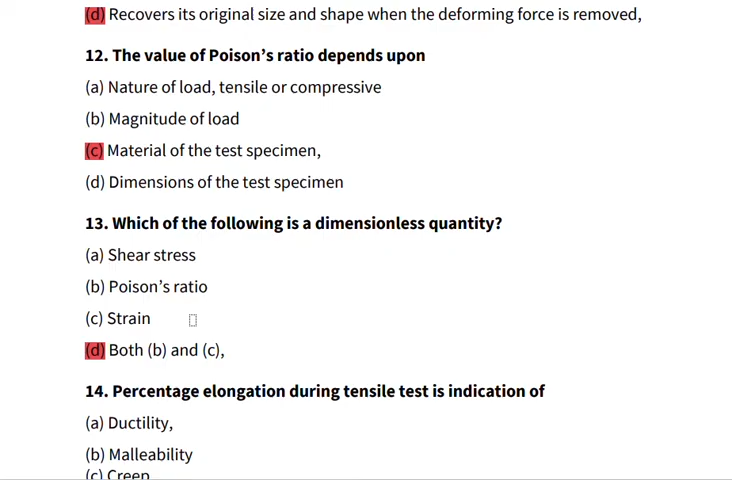 (d) Recovers its original size and shape when the deforming force is removed,
12. The value of Poison’s ratio depends upon
(a) Nature of load, tensile or compressive
(b) Magnitude of load
(c) Material of the test specimen,
(d) Dimensions of the test specimen
13. Which of the following is a dimensionless quantity?
(a) Shear stress
(b) Poison’s ratio
(c) Strain
(d) Both (b) and (c),
14. Percentage elongation during tensile test is indication of
(a) Ductility,
(b) Malleability
(c) Creep